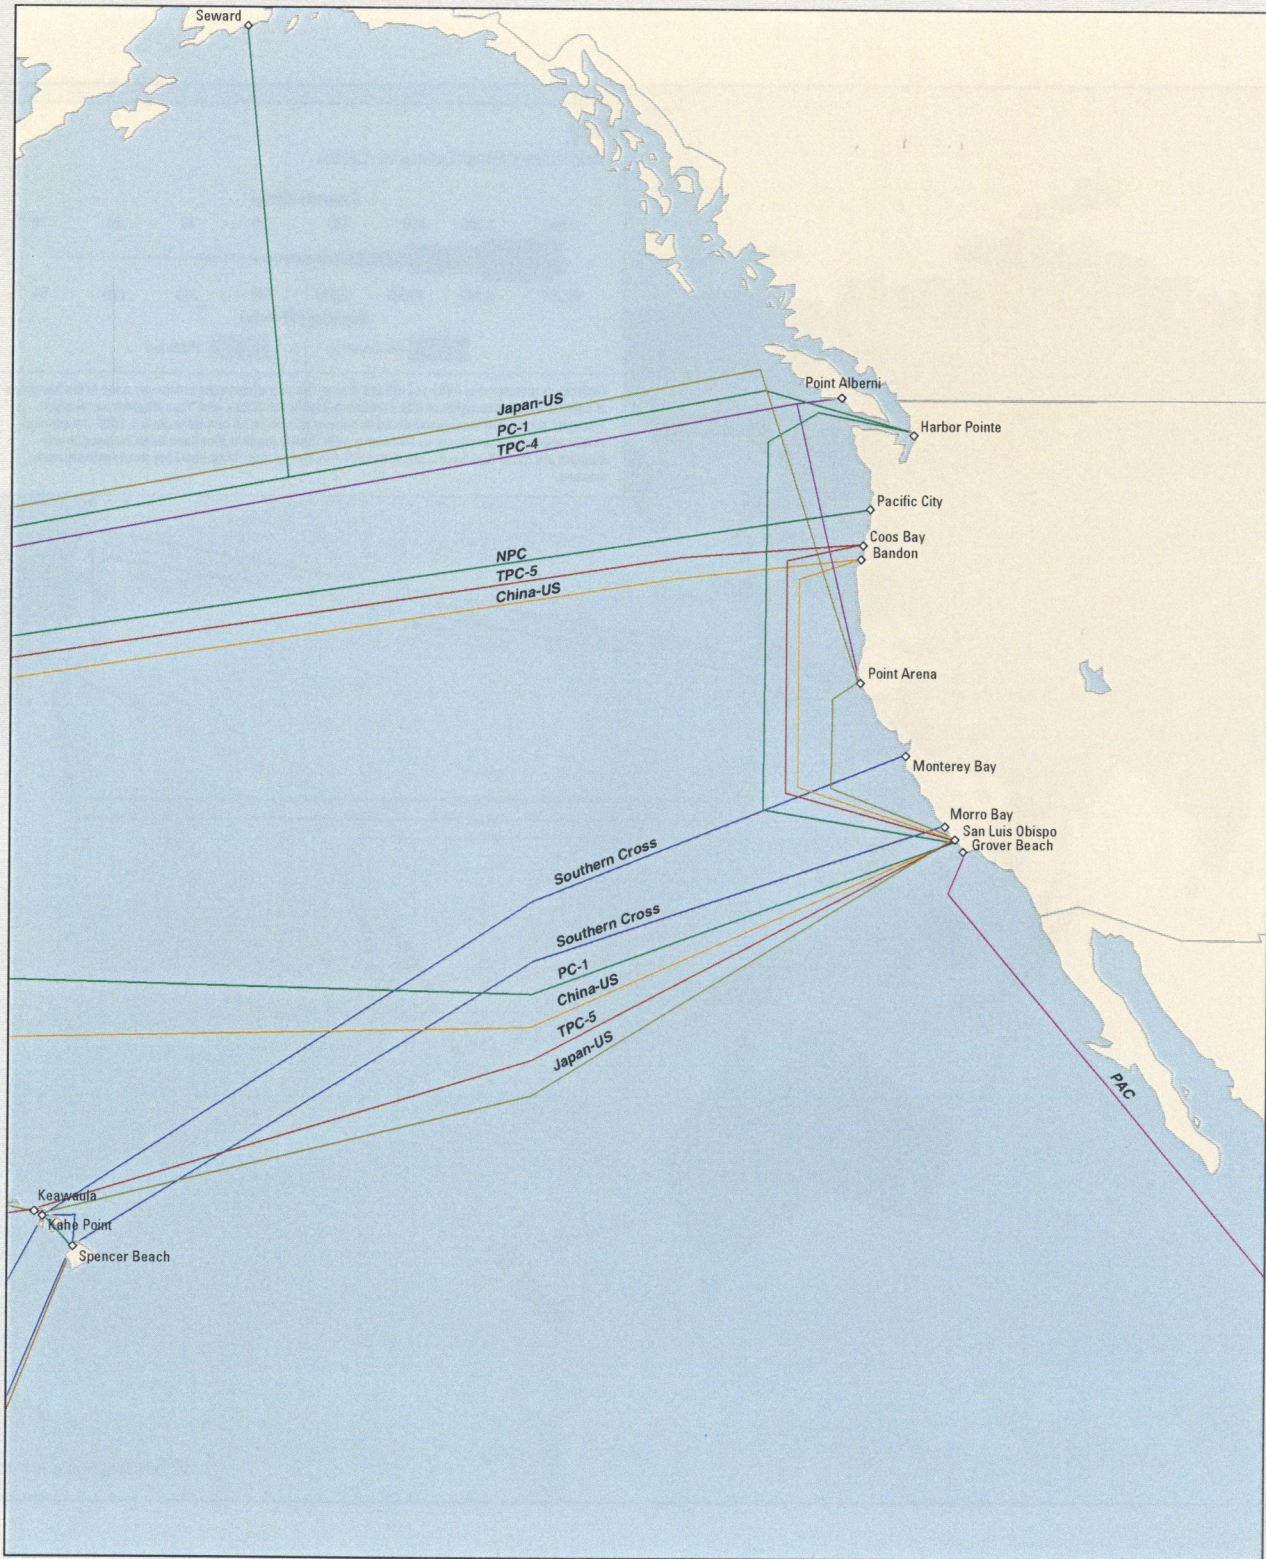 Seward
Point Alberni
Japan-US
PC-1
TPC-4
Harbor Pointe
Pacific City
Coos Bay
Bandon
NPC
TPC-5
China-US
Point Arena
Monterey Bay
Morro Bay
San Luis Obispo
Grover Beach
Southern Cross
Southern Cross
PC-1
China-US
TPC-5
Japan-US
PAC
Keawaula
Kahe Point
Spencer Beach